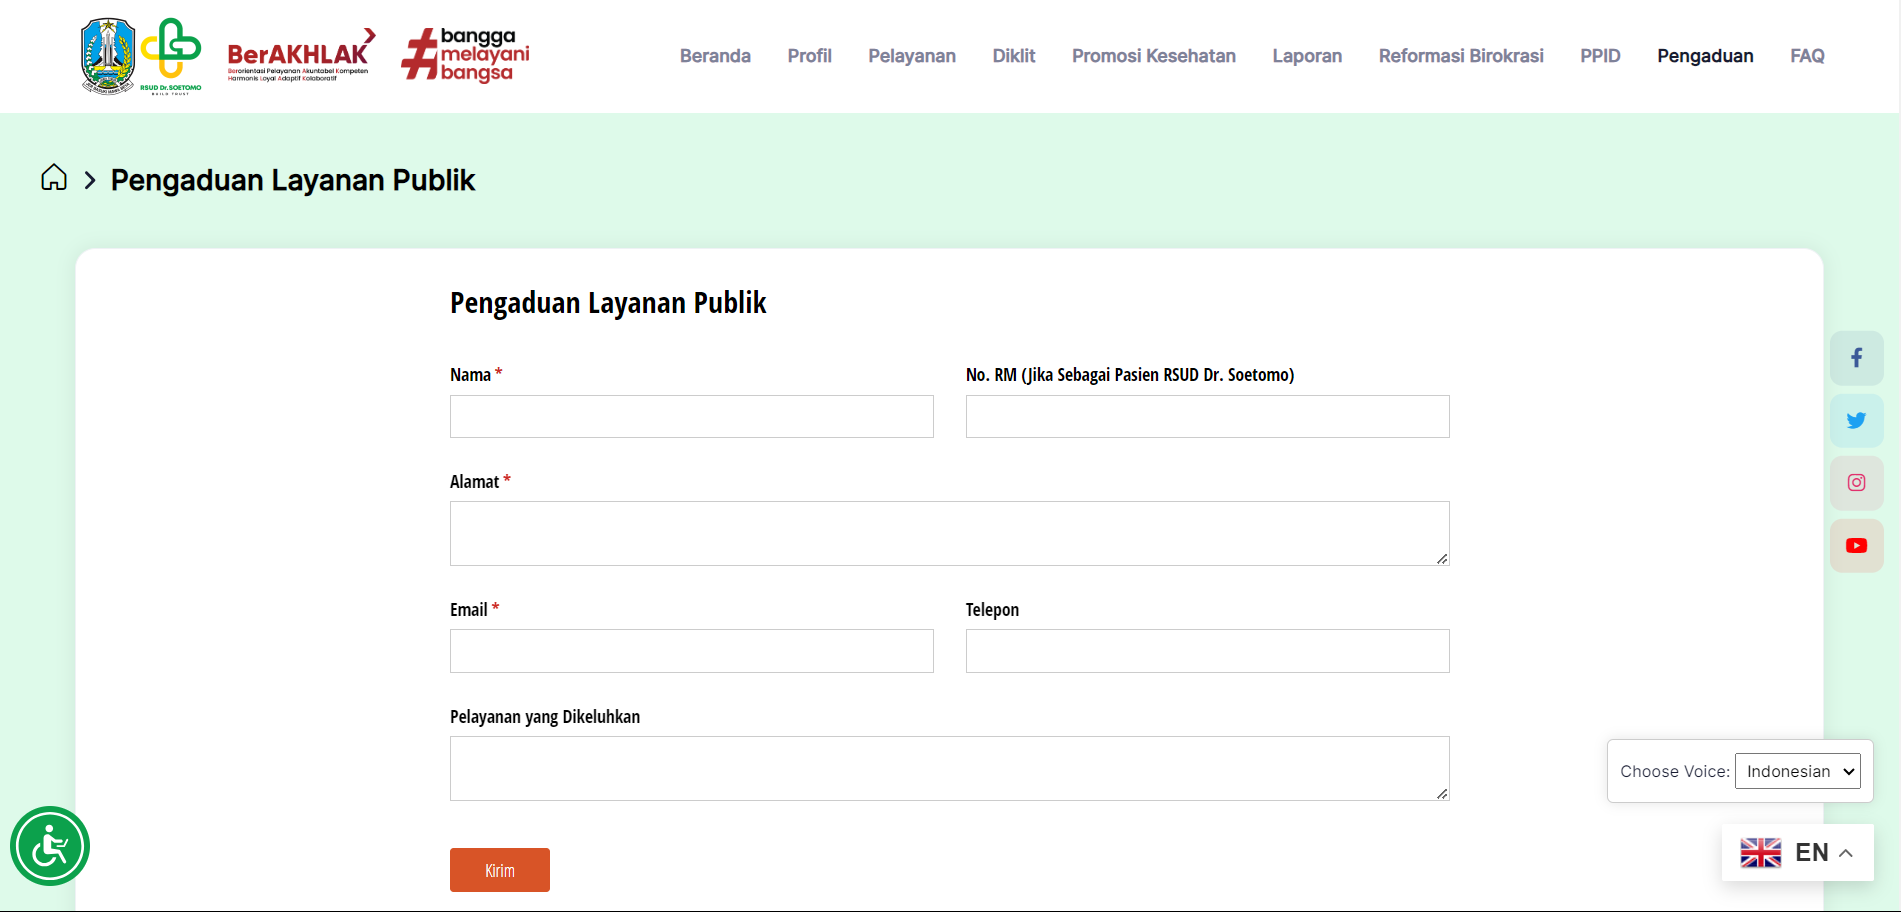 RSUD Dr.SOETOMO
BUILD TRUST
BerAKHLAK
Berorientasi Pelayanan Akuntabel Kompeten
Harmonis Loyal Adaptif Kolaboratif
#bangga
melayani
bangsa
Beranda
Profil
Pelayanan
Diklit
Promosi Kesehatan
Laporan
Reformasi Birokrasi
PPID
Pengaduan
FAQ
Pengaduan Layanan Publik
Pengaduan Layanan Publik
Nama *
No. RM (Jika Sebagai Pasien RSUD Dr. Soetomo)
Alamat *
Email *
Telepon
Pelayanan yang Dikeluhkan
Choose Voice: Indonesian
Kirim
EN